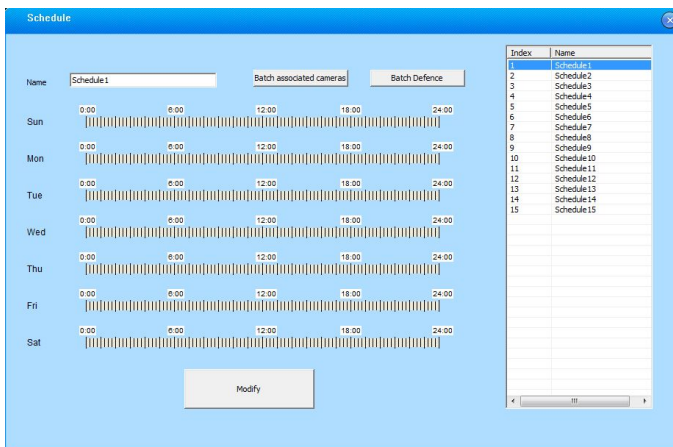 Schedule
Name Schedule1 Batch associated cameras Batch Defence
0:00 6:00 12:00 18:00 24:00
Sun
0:00 6:00 12:00 18:00 24:00
Mon
0:00 6:00 12:00 18:00 24:00
Tue
0:00 6:00 12:00 18:00 24:00
Wed
0:00 6:00 12:00 18:00 24:00
Thu
0:00 6:00 12:00 18:00 24:00
Fri
0:00 6:00 12:00 18:00 24:00
Sat
Modify
Index Name
1 Schedule1
2 Schedule2
3 Schedule3
4 Schedule4
5 Schedule5
6 Schedule6
7 Schedule7
8 Schedule8
9 Schedule9
10 Schedule10
11 Schedule11
12 Schedule12
13 Schedule13
14 Schedule14
15 Schedule15